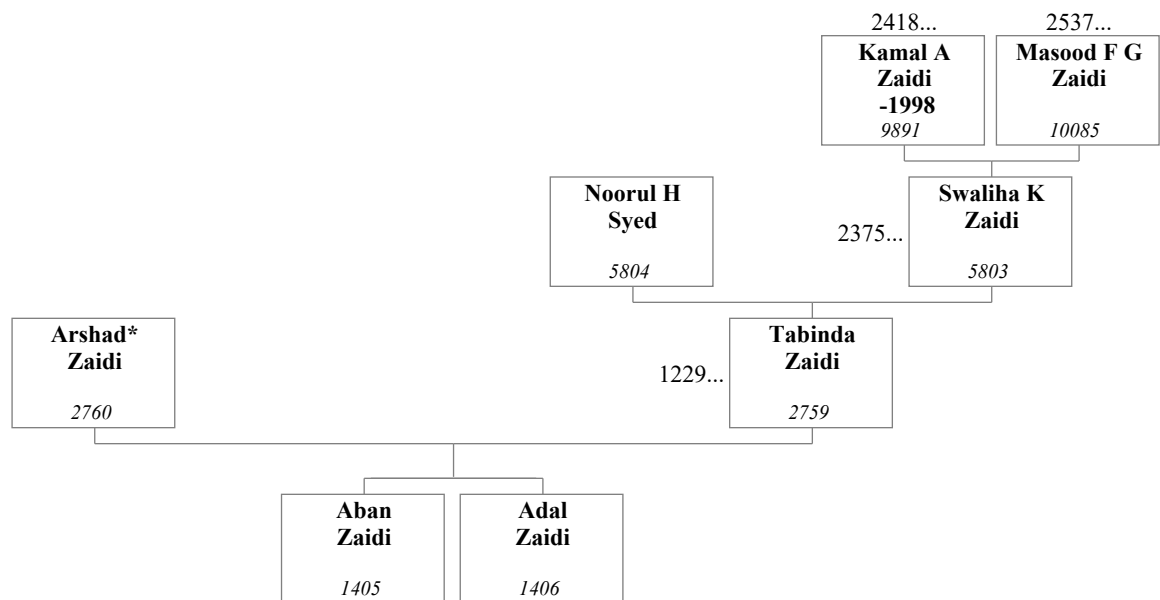 2418...
2537...
Kamal A
Zaidi
-1998
9891
Masood F G
Zaidi
10085
Noorul H
Syed
5804
2375...
Swaliha K
Zaidi
5803
Arshad*
Zaidi
2760
1229...
Tabinda
Zaidi
2759
Aban
Zaidi
1405
Adal
Zaidi
1406